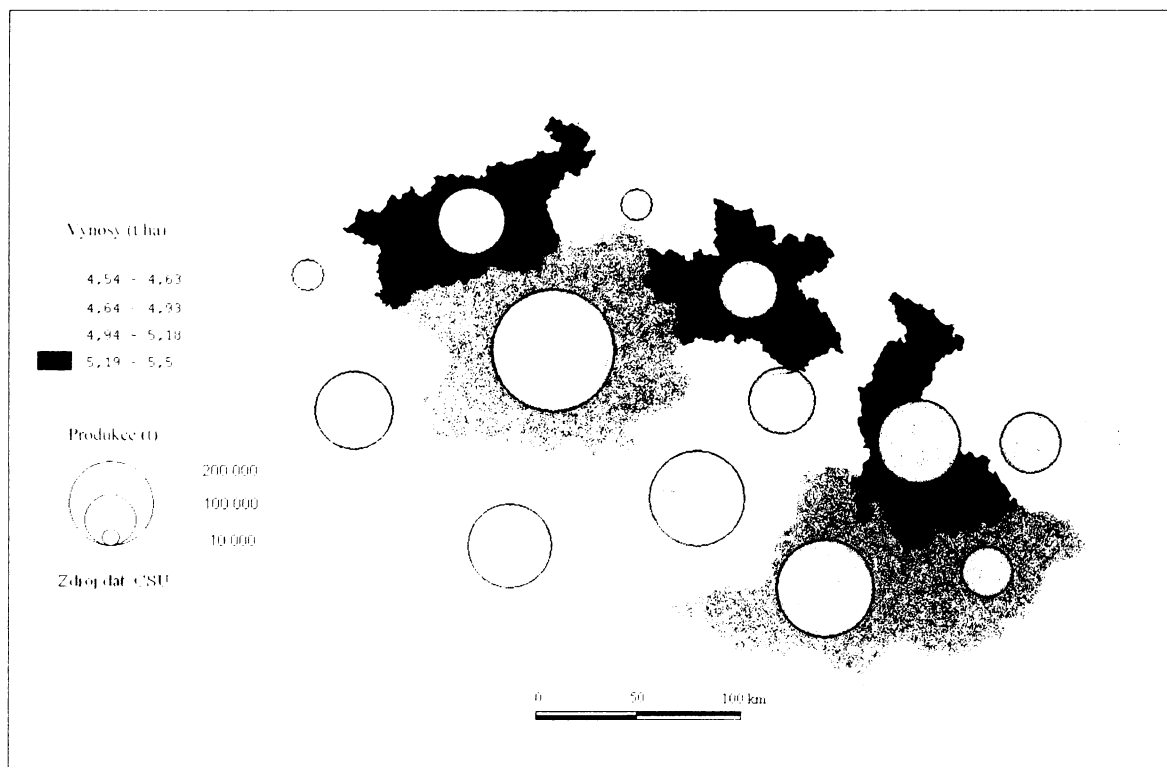 Výnosy (t/ha)
4,54 - 4,63
4,64 - 4,93
4,94 - 5,18
5,19 - 5,5
Produkce (t)
200 000
100 000
10 000
Zdroj dat: ČSÚ
0 50 100 km